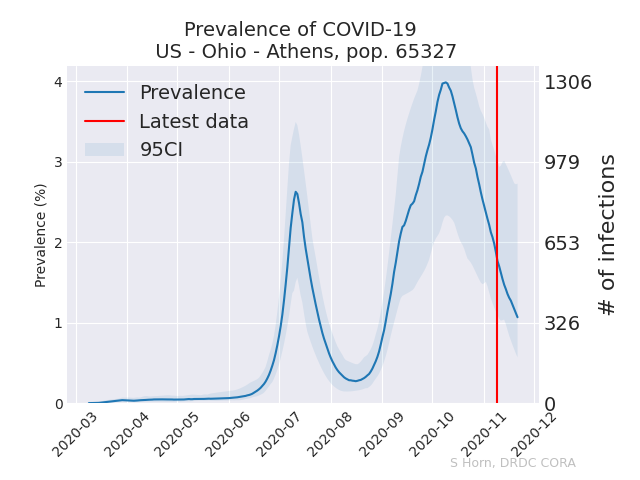 Prevalence of COVID-19
US - Ohio - Athens, pop. 65327
Prevalence
Latest data
95CI
Prevalence (%)
4
3
2
1
0
1306
979
653
326
0
# of infections
2020-03
2020-04
2020-05
2020-06
2020-07
2020-08
2020-09
2020-10
2020-11
2020-12
S Horn, DRDC CORA